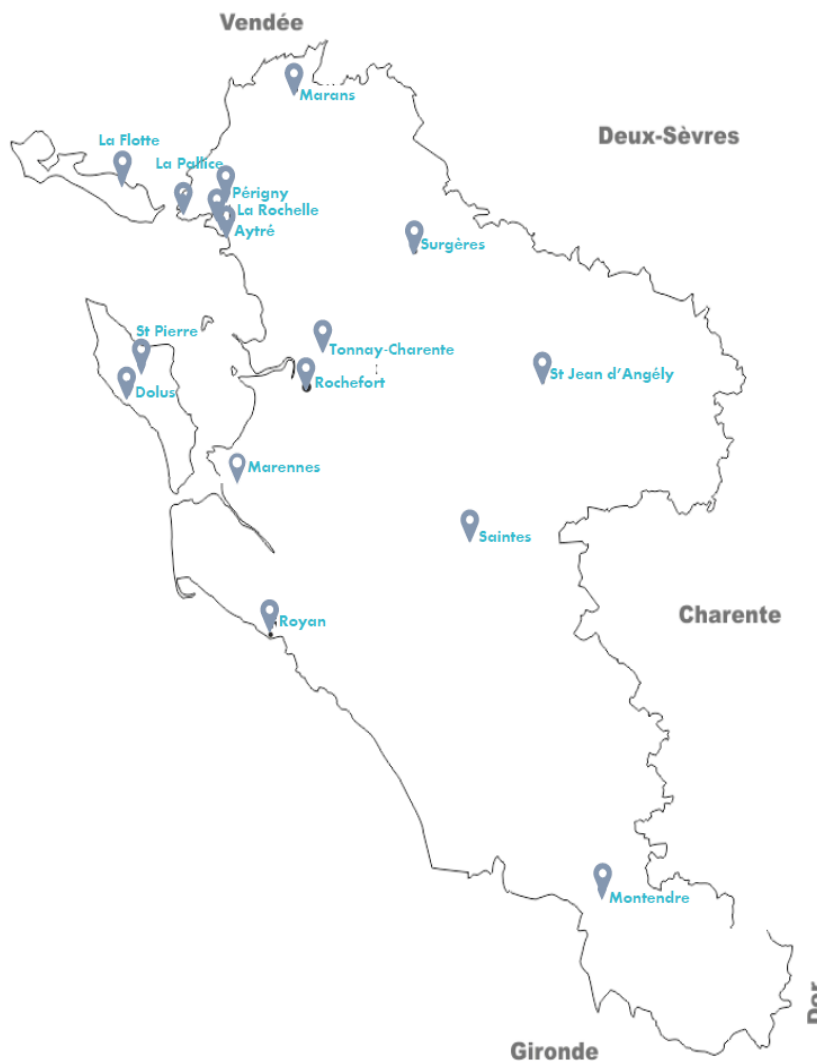 Vendée
Marans
Deux-Sèvres
La Flotte
La Pallice
Périgny
La Rochelle
Aytré
Surgères
St Pierre
Tonnay-Charente
St Jean d'Angély
Rochefort
Dolus
Marennes
Saintes
Charente
Royan
Montendre
Dor
Gironde